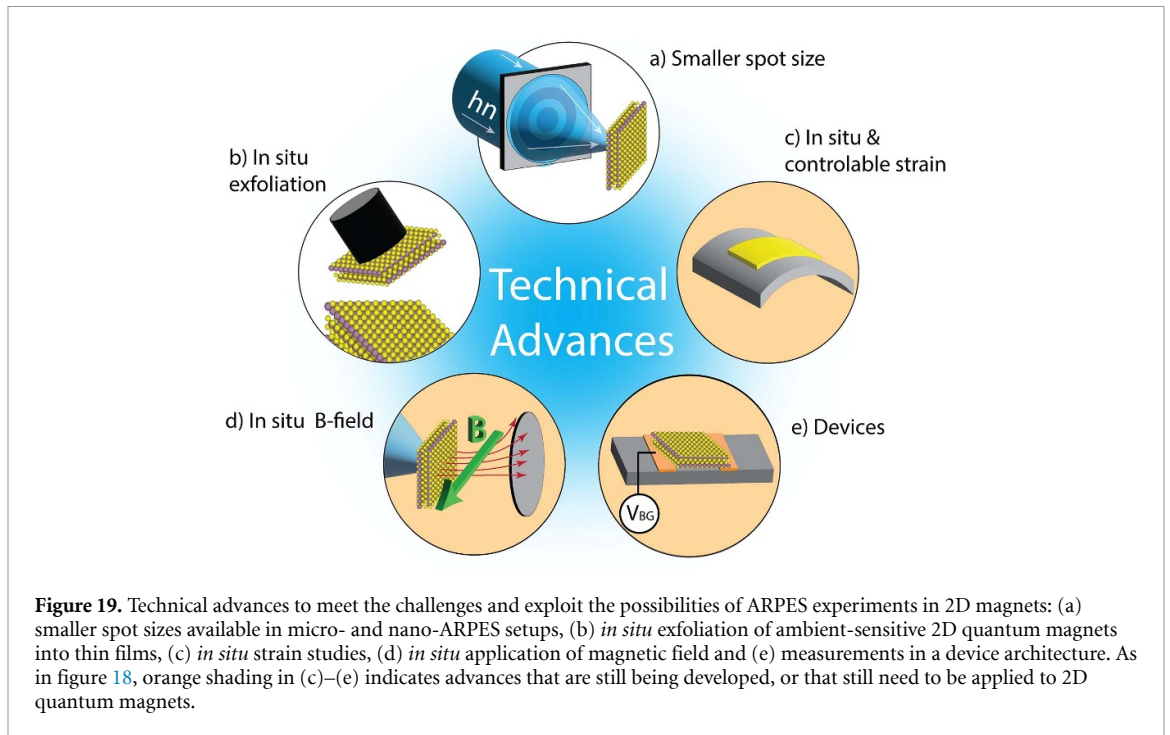 a) Smaller spot size
hn
b) In situ
exfoliation
c) In situ &
controlable strain
Technical
Advances
d) In situ B-field
B
e) Devices
VBG
Figure 19. Technical advances to meet the challenges and exploit the possibilities of ARPES experiments in 2D magnets: (a)
smaller spot sizes available in micro- and nano-ARPES setups, (b) in situ exfoliation of ambient-sensitive 2D quantum magnets
into thin films, (c) in situ strain studies, (d) in situ application of magnetic field and (e) measurements in a device architecture. As
in figure 18, orange shading in (c)–(e) indicates advances that are still being developed, or that still need to be applied to 2D
quantum magnets.